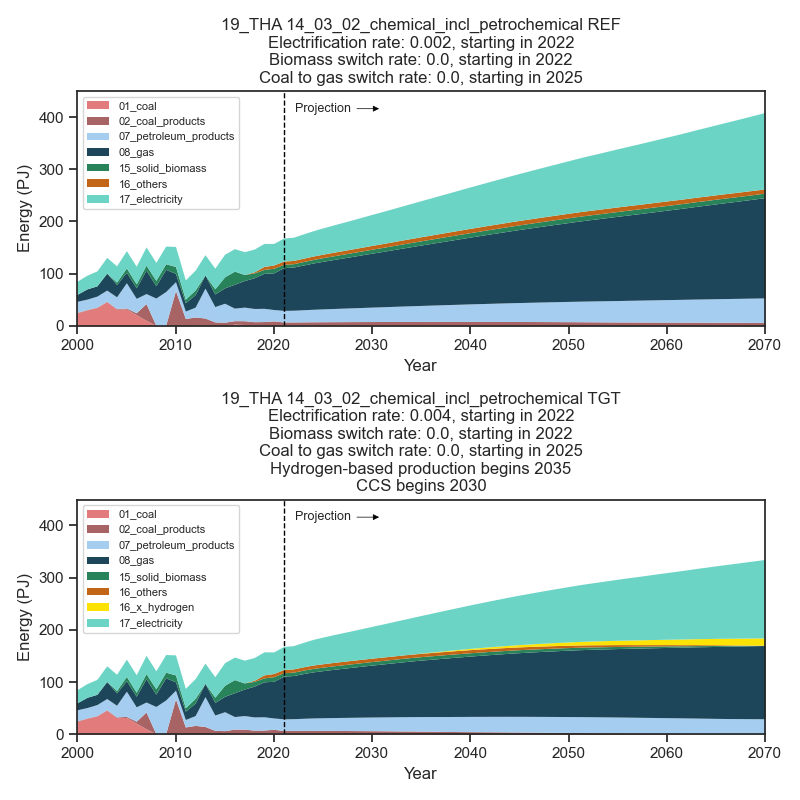 19_THA 14_03_02_chemical_incl_petrochemical REF
Electrification rate: 0.002, starting in 2022
Biomass switch rate: 0.0, starting in 2022
Coal to gas switch rate: 0.0, starting in 2025
400
300
200
100
0
Energy (PJ)
01_coal
02_coal_products
07_petroleum_products
08_gas
15_solid_biomass
16_others
17_electricity
Projection
2000 2010 2020 2030 2040 2050 2060 2070
Year
19_THA 14_03_02_chemical_incl_petrochemical TGT
Electrification rate: 0.004, starting in 2022
Biomass switch rate: 0.0, starting in 2022
Coal to gas switch rate: 0.0, starting in 2025
Hydrogen-based production begins 2035
CCS begins 2030
400
300
200
100
0
Energy (PJ)
01_coal
02_coal_products
07_petroleum_products
08_gas
15_solid_biomass
16_others
16_x_hydrogen
17_electricity
Projection
2000 2010 2020 2030 2040 2050 2060 2070
Year